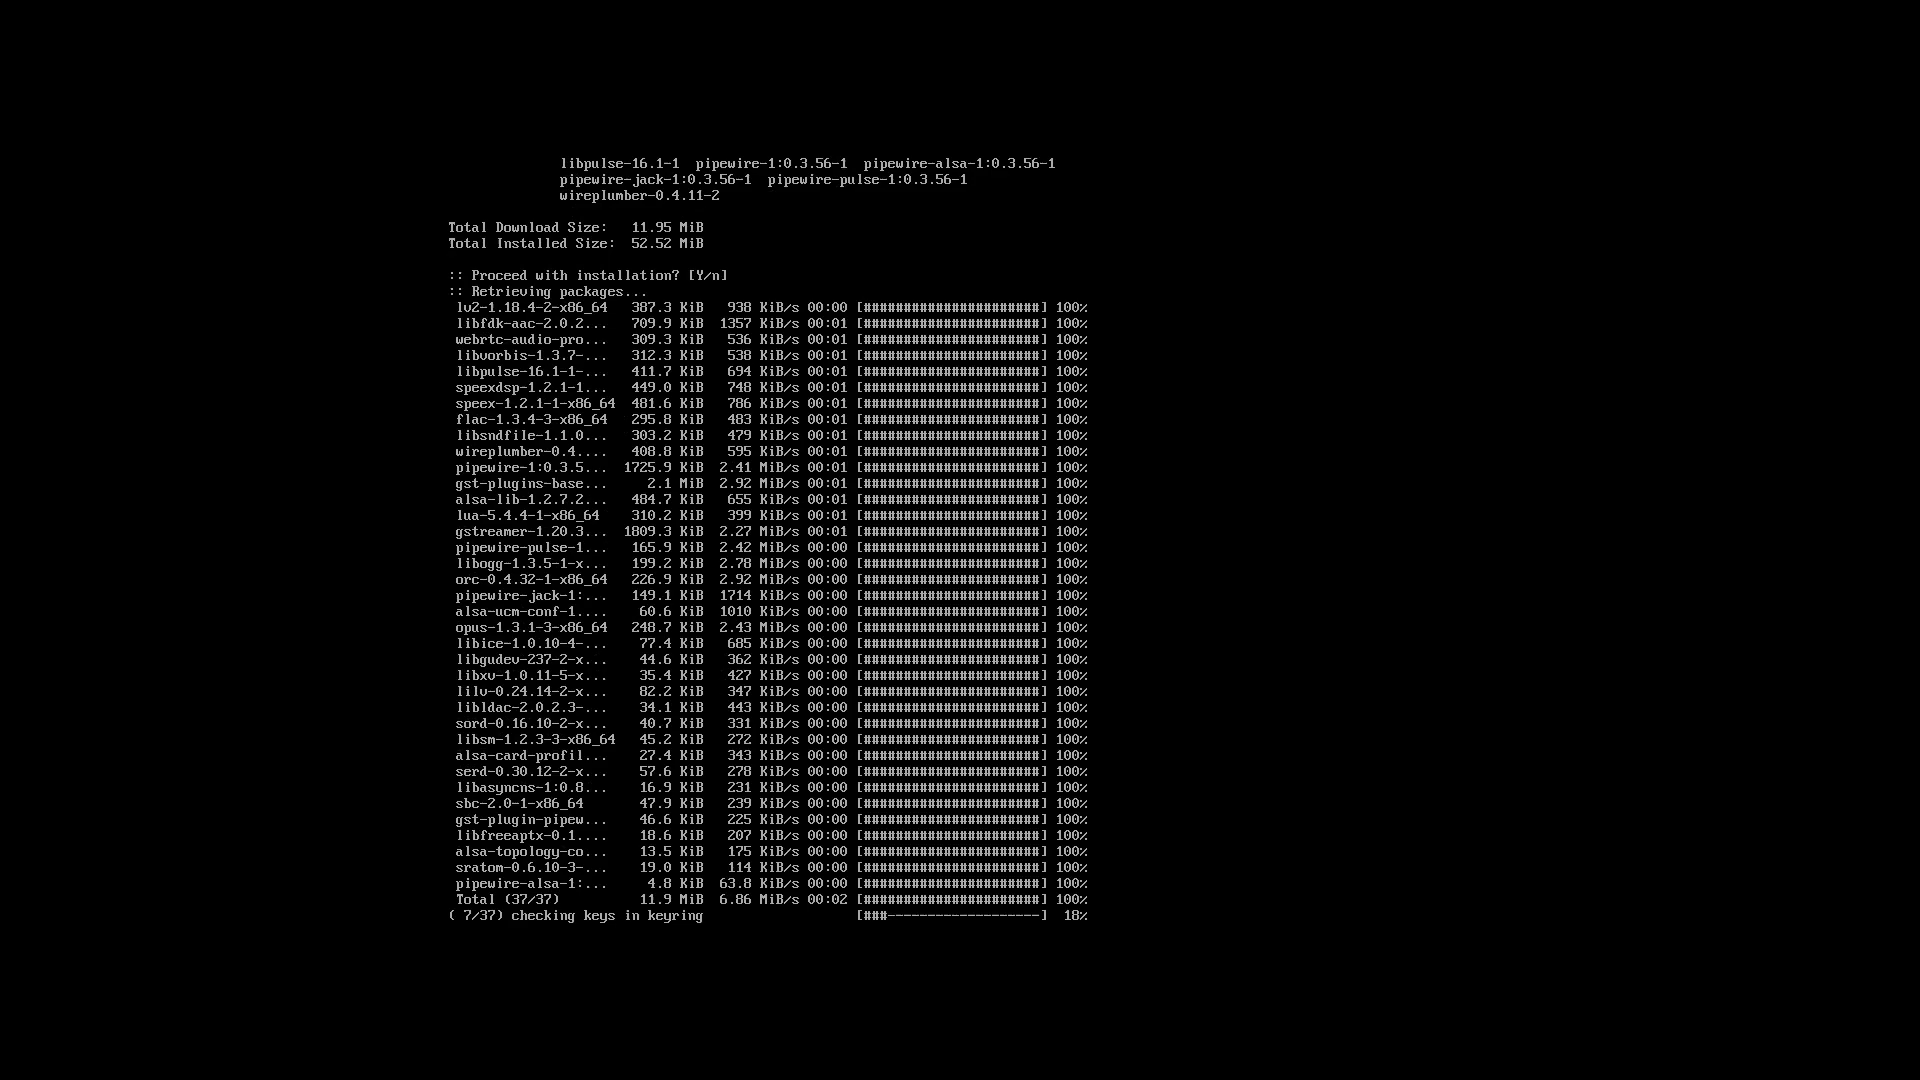 libpulse-16.1-1  pipewire-1:0.3.56-1  pipewire-alsa-1:0.3.56-1
pipewire-jack-1:0.3.56-1  pipewire-pulse-1:0.3.56-1
wireplumber-0.4.11-2
Total Download Size:   11.95 MiB
Total Installed Size:  52.52 MiB
:: Proceed with installation? [Y/n]
:: Retrieving packages...
lv2-1.18.4-2-x86_64   387.3 KiB   938 KiB/s 00:00 [######################] 100%
libfdk-aac-2.0.2...   709.9 KiB  1357 KiB/s 00:01 [######################] 100%
webrtc-audio-pro...   309.3 KiB   536 KiB/s 00:01 [######################] 100%
libvorbis-1.3.7-...   312.3 KiB   538 KiB/s 00:01 [######################] 100%
libpulse-16.1-1-...   411.7 KiB   694 KiB/s 00:01 [######################] 100%
speexdsp-1.2.1-1...   449.0 KiB   748 KiB/s 00:01 [######################] 100%
speex-1.2.1-1-x86_64  481.6 KiB   786 KiB/s 00:01 [######################] 100%
flac-1.3.4-3-x86_64   295.8 KiB   483 KiB/s 00:01 [######################] 100%
libsndfile-1.1.0...   303.2 KiB   479 KiB/s 00:01 [######################] 100%
wireplumber-0.4....   408.8 KiB   595 KiB/s 00:01 [######################] 100%
pipewire-1:0.3.5...  1725.9 KiB  2.41 MiB/s 00:01 [######################] 100%
gst-plugins-base...     2.1 MiB  2.92 MiB/s 00:01 [######################] 100%
alsa-lib-1.2.7.2...   484.7 KiB   655 KiB/s 00:01 [######################] 100%
lua-5.4.4-1-x86_64    310.2 KiB   399 KiB/s 00:01 [######################] 100%
gstreamer-1.20.3...  1809.3 KiB  2.27 MiB/s 00:01 [######################] 100%
pipewire-pulse-1...   165.9 KiB  2.42 MiB/s 00:00 [######################] 100%
libogg-1.3.5-1-x...   199.2 KiB  2.78 MiB/s 00:00 [######################] 100%
orc-0.4.32-1-x86_64   226.9 KiB  2.92 MiB/s 00:00 [######################] 100%
pipewire-jack-1:...   149.1 KiB  1714 KiB/s 00:00 [######################] 100%
alsa-ucm-conf-1....    60.6 KiB  1010 KiB/s 00:00 [######################] 100%
opus-1.3.1-3-x86_64   248.7 KiB  2.43 MiB/s 00:00 [######################] 100%
libice-1.0.10-4-...    77.4 KiB   685 KiB/s 00:00 [######################] 100%
libgudev-237-2-x...    44.6 KiB   362 KiB/s 00:00 [######################] 100%
libxv-1.0.11-5-x...    35.4 KiB   427 KiB/s 00:00 [######################] 100%
lilv-0.24.14-2-x...    82.2 KiB   347 KiB/s 00:00 [######################] 100%
libldac-2.0.2.3-...    34.1 KiB   443 KiB/s 00:00 [######################] 100%
sord-0.16.10-2-x...    40.7 KiB   331 KiB/s 00:00 [######################] 100%
libsm-1.2.3-3-x86_64   45.2 KiB   272 KiB/s 00:00 [######################] 100%
alsa-card-profil...    27.4 KiB   343 KiB/s 00:00 [######################] 100%
serd-0.30.12-2-x...    57.6 KiB   278 KiB/s 00:00 [######################] 100%
libasyncns-1:0.8...    16.9 KiB   231 KiB/s 00:00 [######################] 100%
sbc-2.0-1-x86_64       47.9 KiB   239 KiB/s 00:00 [######################] 100%
gst-plugin-pipew...    46.6 KiB   225 KiB/s 00:00 [######################] 100%
libfreeaptx-0.1....    18.6 KiB   207 KiB/s 00:00 [######################] 100%
alsa-topology-co...    13.5 KiB   175 KiB/s 00:00 [######################] 100%
sratom-0.6.10-3-...    19.0 KiB   114 KiB/s 00:00 [######################] 100%
pipewire-alsa-1:...     4.8 KiB  63.8 KiB/s 00:00 [######################] 100%
Total (37/37)          11.9 MiB  6.86 MiB/s 00:02 [######################] 100%
( 7/37) checking keys in keyring                   [###-------------------]  18%